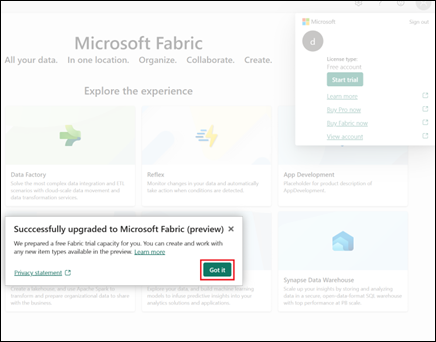 Microsoft
Sign out
d
License type:
Free account
Start trial
Learn more
Buy Pro now
Buy Fabric now
View account
Microsoft Fabric
All your data. In one location. Organize. Collaborate. Create.
Explore the experience
Data Factory
Solve the most complex data integration and ETL
scenarios with cloud-scale data movement and
data transformation services.
Reflex
Monitor changes in your data and automatically
take action when conditions are detected.
App Development
Placeholder for product description of
AppDevelopment.
Succcessfully upgraded to Microsoft Fabric (preview)
We prepared a free Fabric trial capacity for you. You can create and work with
any new item types available in the preview. Learn more
Privacy statement
Got it
Create a lakehouse, and run Apache Spark to
transform and prepare organizational data to share
with the business.
Explore your data, and build machine learning
models to infuse predictive insights into your
analytics solutions and applications.
Synapse Data Warehouse
Scale up your insights by storing and analyzing
data in a secure, open-data format SQL warehouse
with top performance at PB scale.